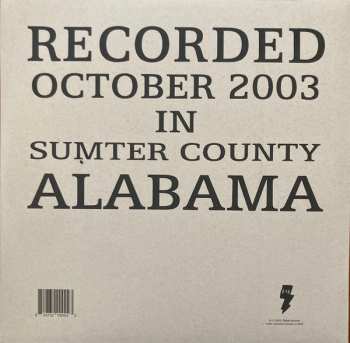 RECORDED
OCTOBER 2003
IN
SUMTER COUNTY
ALABAMA